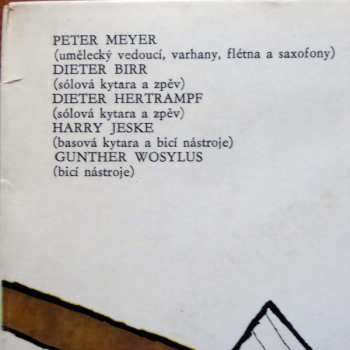 PETER MEYER
(umělecký vedoucí, varhany, flétna a saxofony)
DIETER BIRR
(sólová kytara a zpěv)
DIETER HERTRAMPF
(sólová kytara a zpěv)
HARRY JESKE
(basová kytara a bicí nástroje)
GUNTHER WOSYLUS
(bicí nástroje)